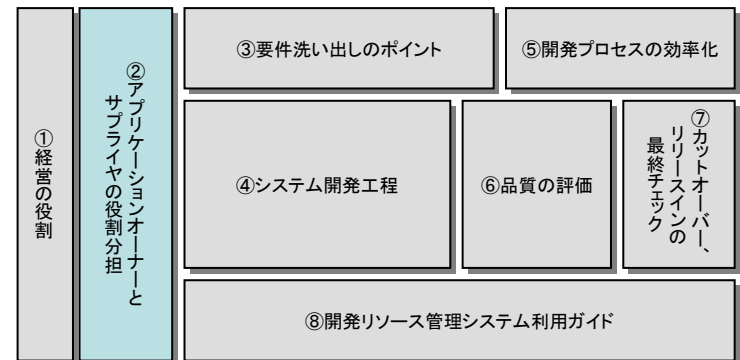 ①経営の役割
②アプリケーションオーナーと
サプライヤの役割分担
③要件洗い出しのポイント
⑤開発プロセスの効率化
④システム開発工程
⑥品質の評価
⑦カットオーバー、
リリースインの
最終チェック
⑧開発リソース管理システム利用ガイド